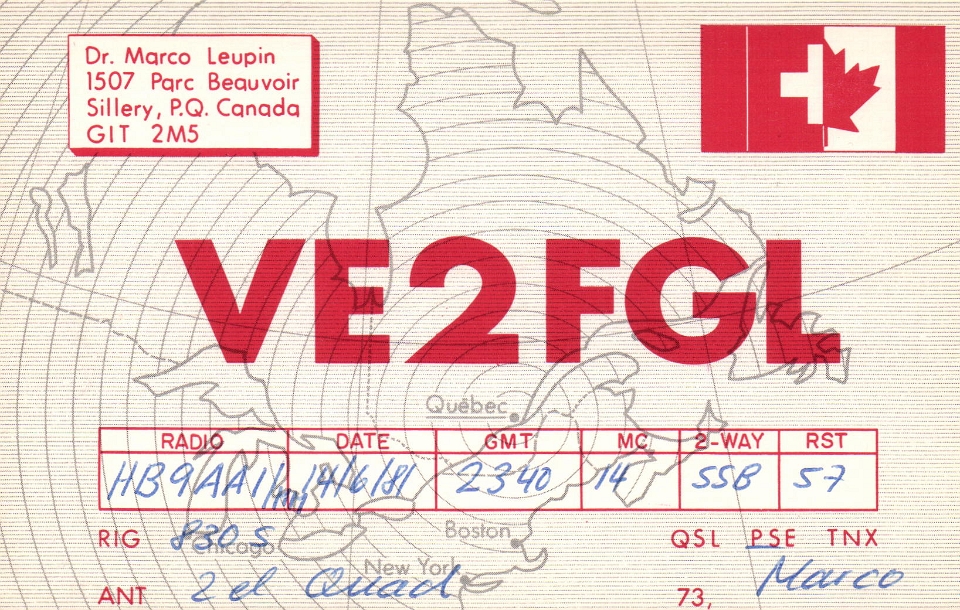 Dr. Marco Leupin
1507 Parc Beauvoir
Sillery, P.Q. Canada
G1T 2M5
VE2FGL
Québec
RADIO DATE GMT MC 2-WAY RST
HB9AAI 14/6/81 2340 14 SSB 57
RIG 830 S Chicago Boston QSL PSE TNX
New York
ANT 2 el Quad 73, Marco